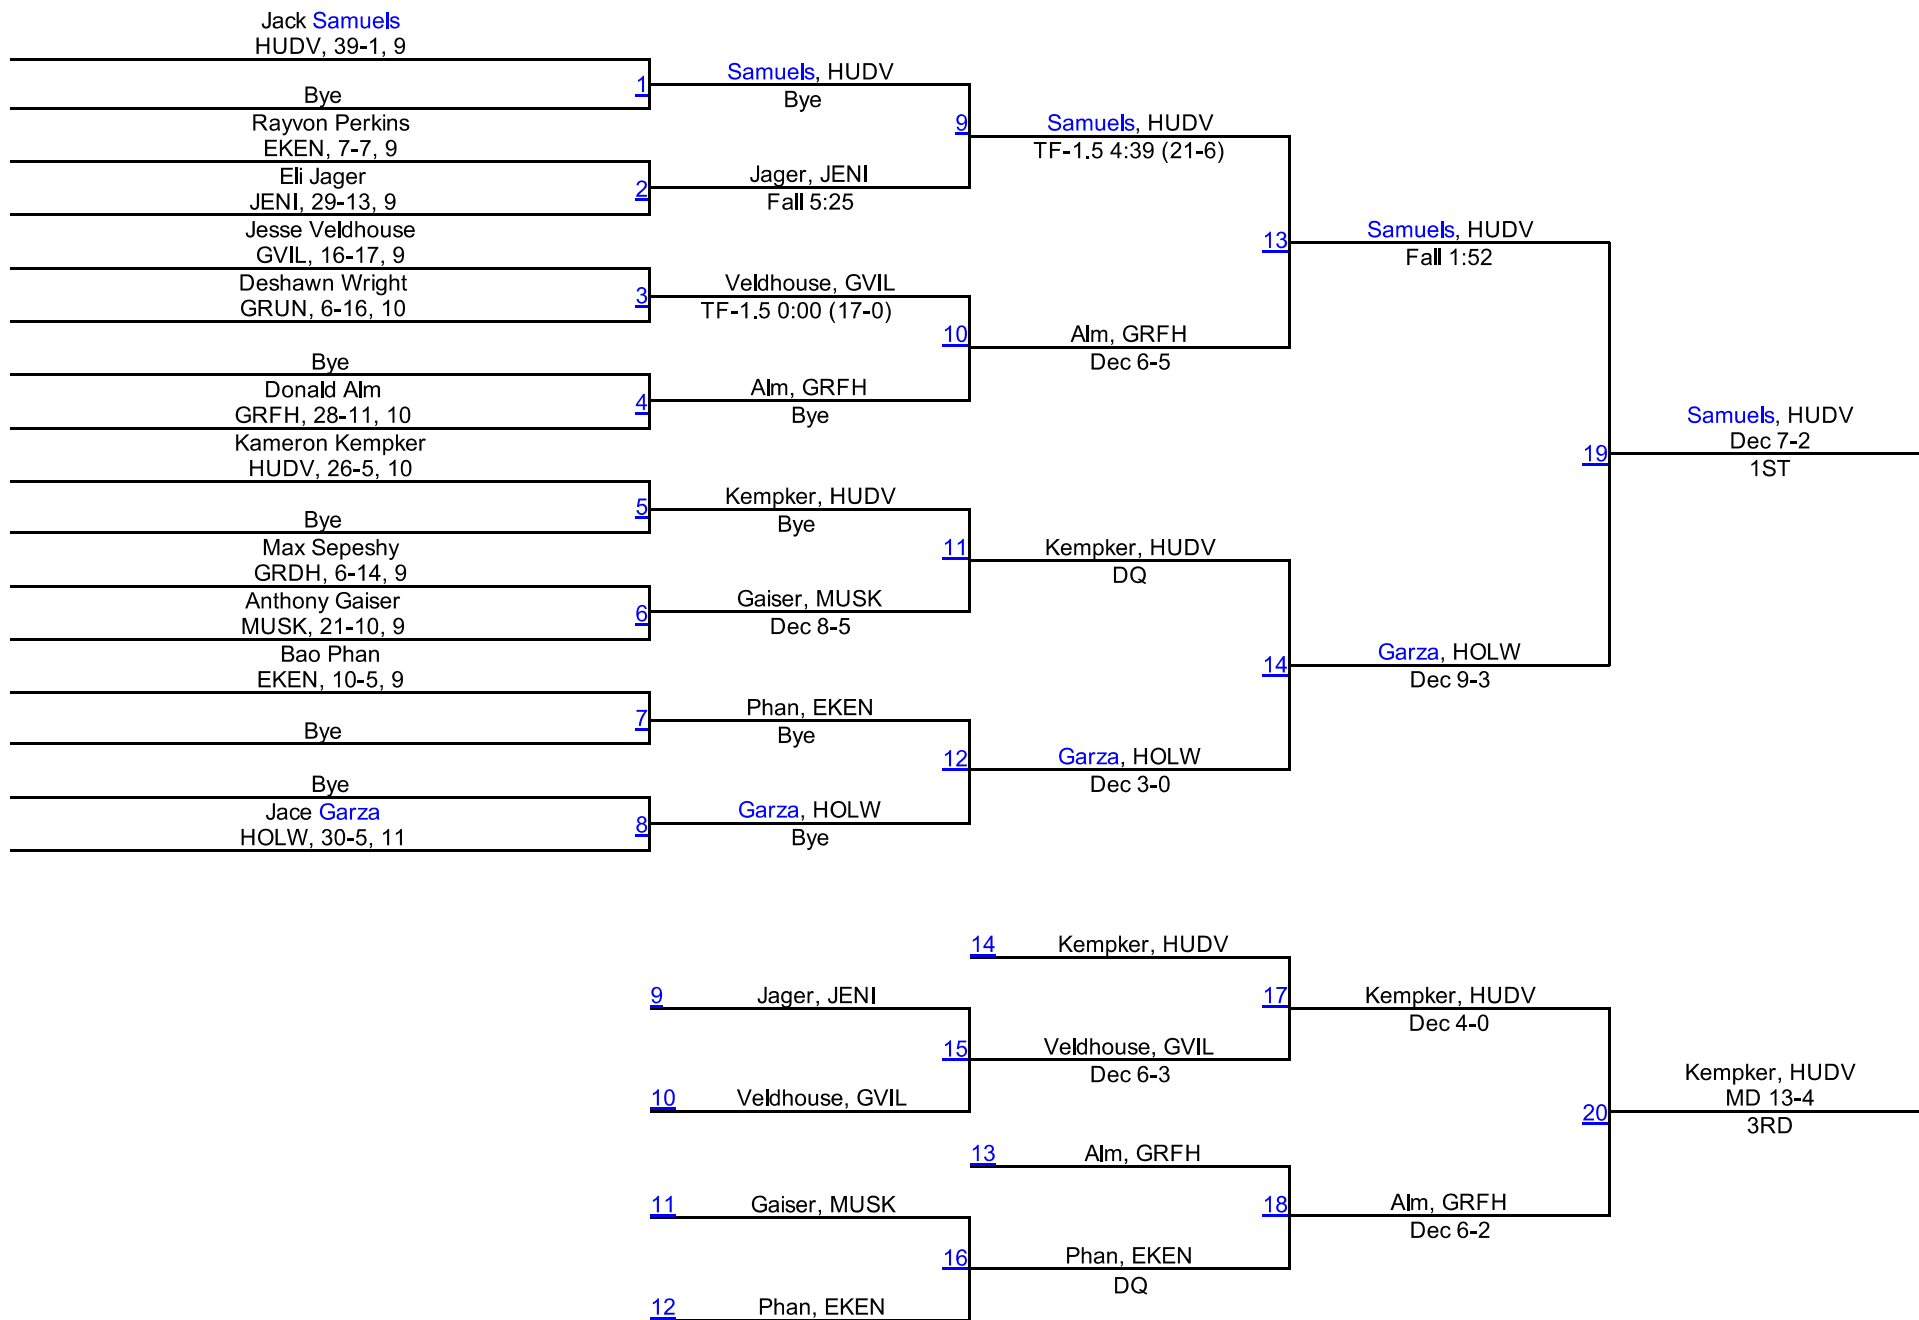 Jack Samuels
HUDV, 39-1, 9
Bye
1
Rayvon Perkins
EKEN, 7-7, 9
Eli Jager
JENI, 29-13, 9
2
Jesse Veldhouse
GVIL, 16-17, 9
Deshawn Wright
GRUN, 6-16, 10
3
Bye
Donald Alm
GRFH, 28-11, 10
4
Kameron Kempker
HUDV, 26-5, 10
Bye
5
Max Sepeshy
GRDH, 6-14, 9
Anthony Gaiser
MUSK, 21-10, 9
6
Bao Phan
EKEN, 10-5, 9
Bye
7
Bye
Jace Garza
HOLW, 30-5, 11
8
Samuels, HUDV
Bye
9
Jager, JENI
Fall 5:25
Veldhouse, GVIL
TF-1.5 0:00 (17-0)
10
Alm, GRFH
Bye
Kempker, HUDV
Bye
11
Gaiser, MUSK
Dec 8-5
Phan, EKEN
Bye
12
Garza, HOLW
Bye
Samuels, HUDV
TF-1.5 4:39 (21-6)
13
Alm, GRFH
Dec 6-5
Kempker, HUDV
DQ
14
Garza, HOLW
Dec 3-0
Samuels, HUDV
Fall 1:52
19
Garza, HOLW
Dec 9-3
Samuels, HUDV
Dec 7-2
1ST
9
Jager, JENI
15
10
Veldhouse, GVIL
11
Gaiser, MUSK
16
12
Phan, EKEN
14
Kempker, HUDV
17
Veldhouse, GVIL
Dec 6-3
13
Alm, GRFH
18
Phan, EKEN
DQ
Kempker, HUDV
Dec 4-0
20
Alm, GRFH
Dec 6-2
Kempker, HUDV
MD 13-4
3RD